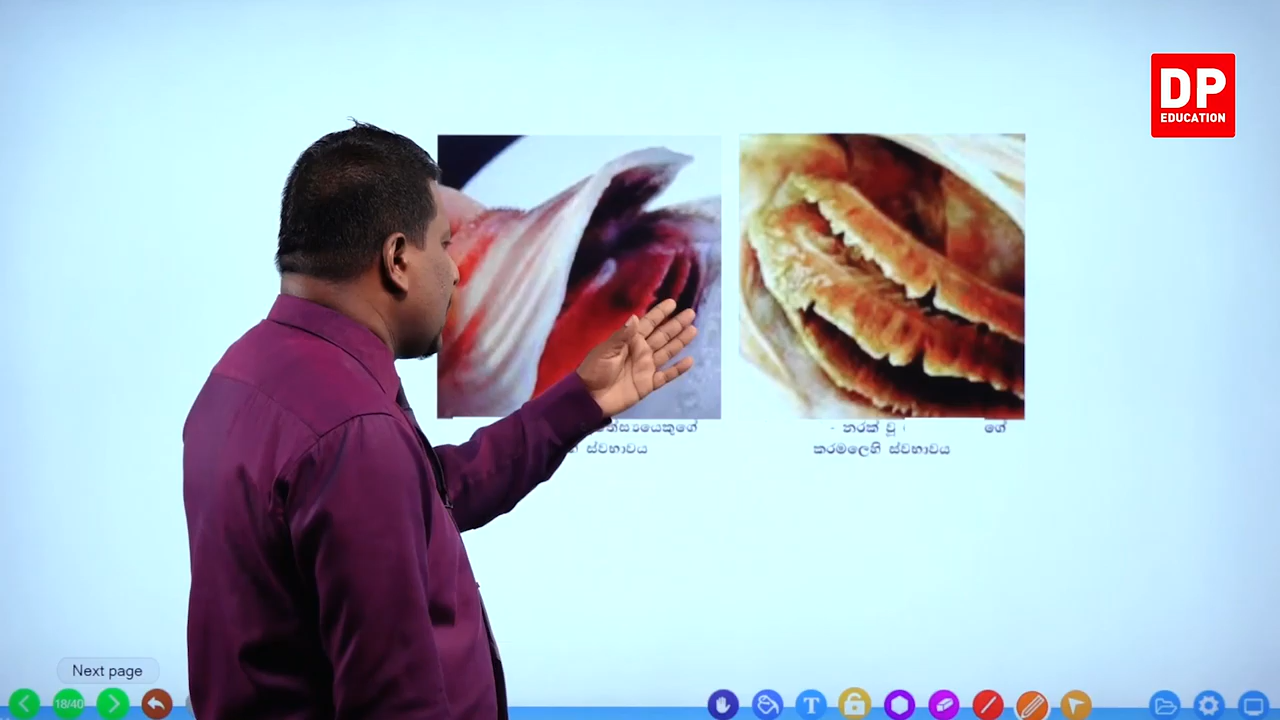 DP
EDUCATION
- නරක් වූ ගේ
ස්වභාවය
කරමලෙහි ස්වභාවය
Next page
18/40
T